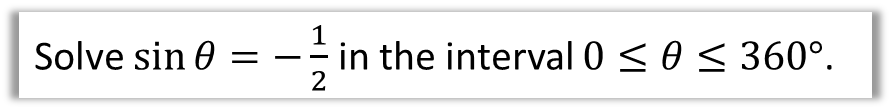 Solve sin θ = −1/2 in the interval 0 ≤ θ ≤ 360°.